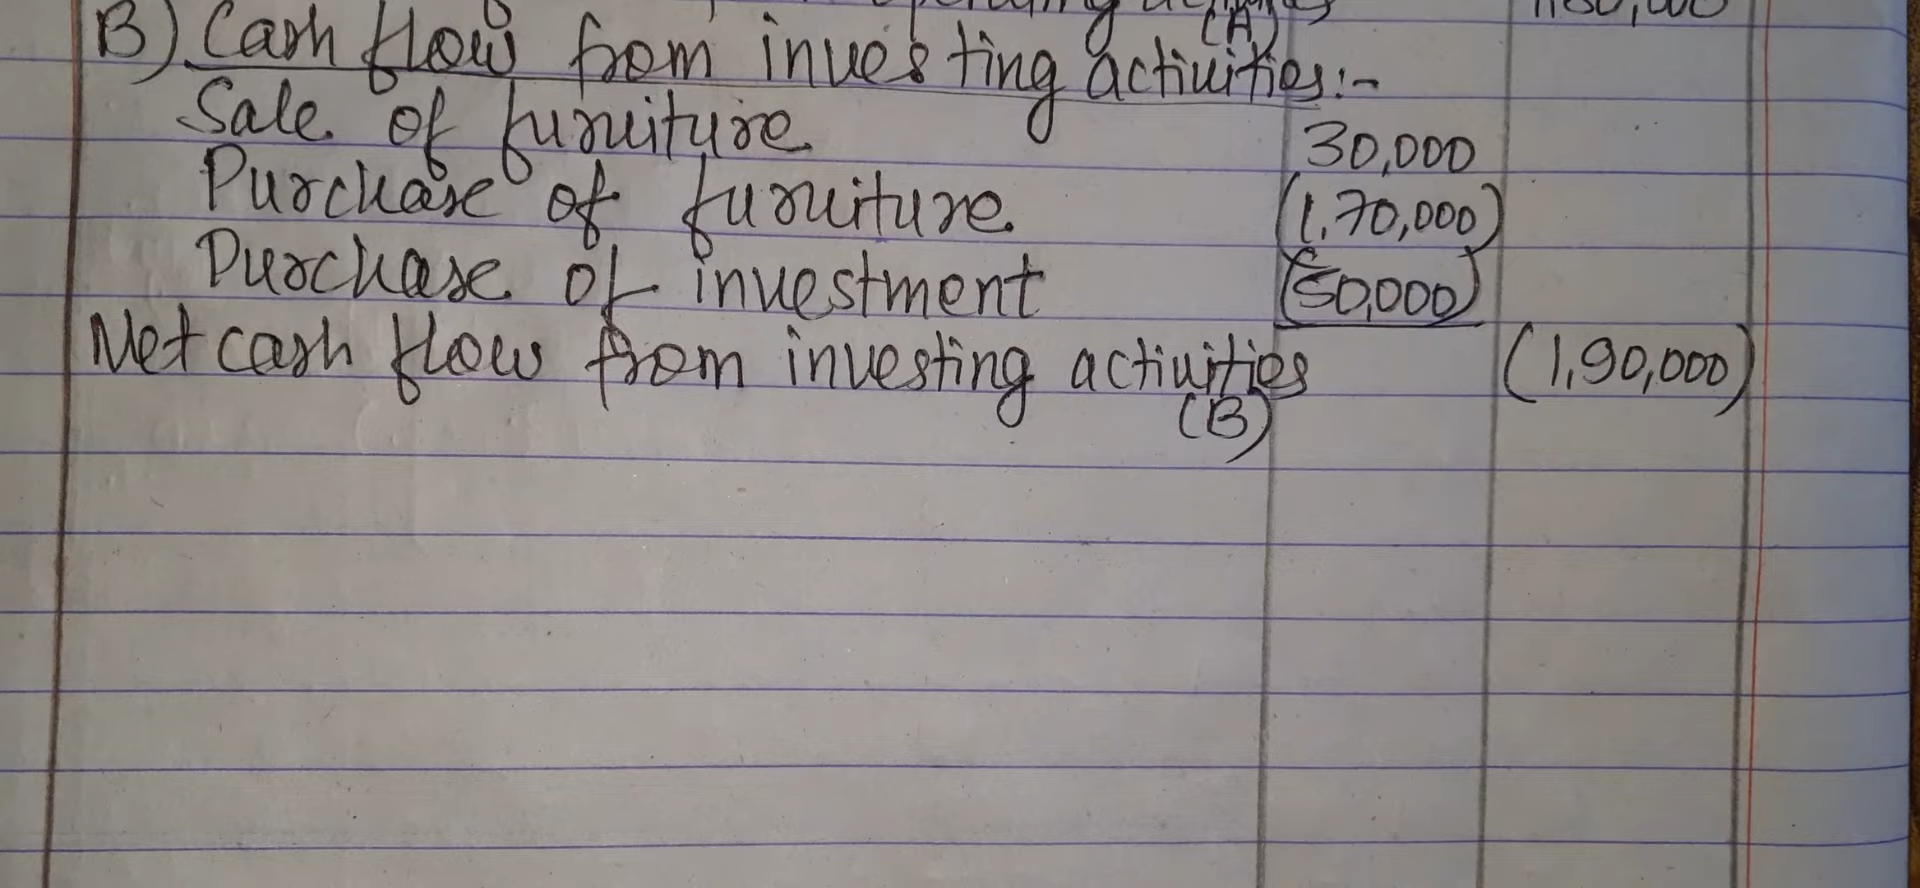 activities
(A)
B) Cash flow from investing activities:-
Sale of furniture 30,000
Purchase of furniture (1,70,000)
Purchase of investment (50,000)
Net cash flow from investing activities (1,90,000)
(B)